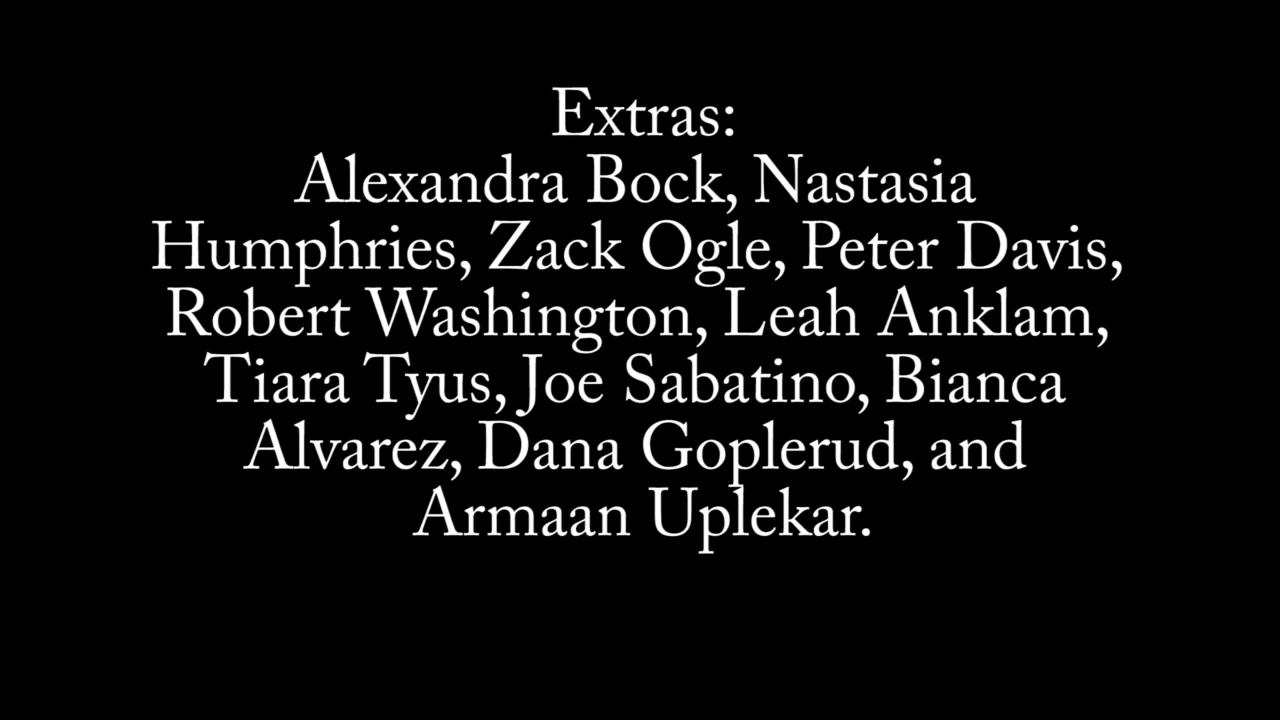 Extras:
Alexandra Bock, Nastasia
Humphries, Zack Ogle, Peter Davis,
Robert Washington, Leah Anklam,
Tiara Tyus, Joe Sabatino, Bianca
Alvarez, Dana Goplerud, and
Armaan Uplekar.